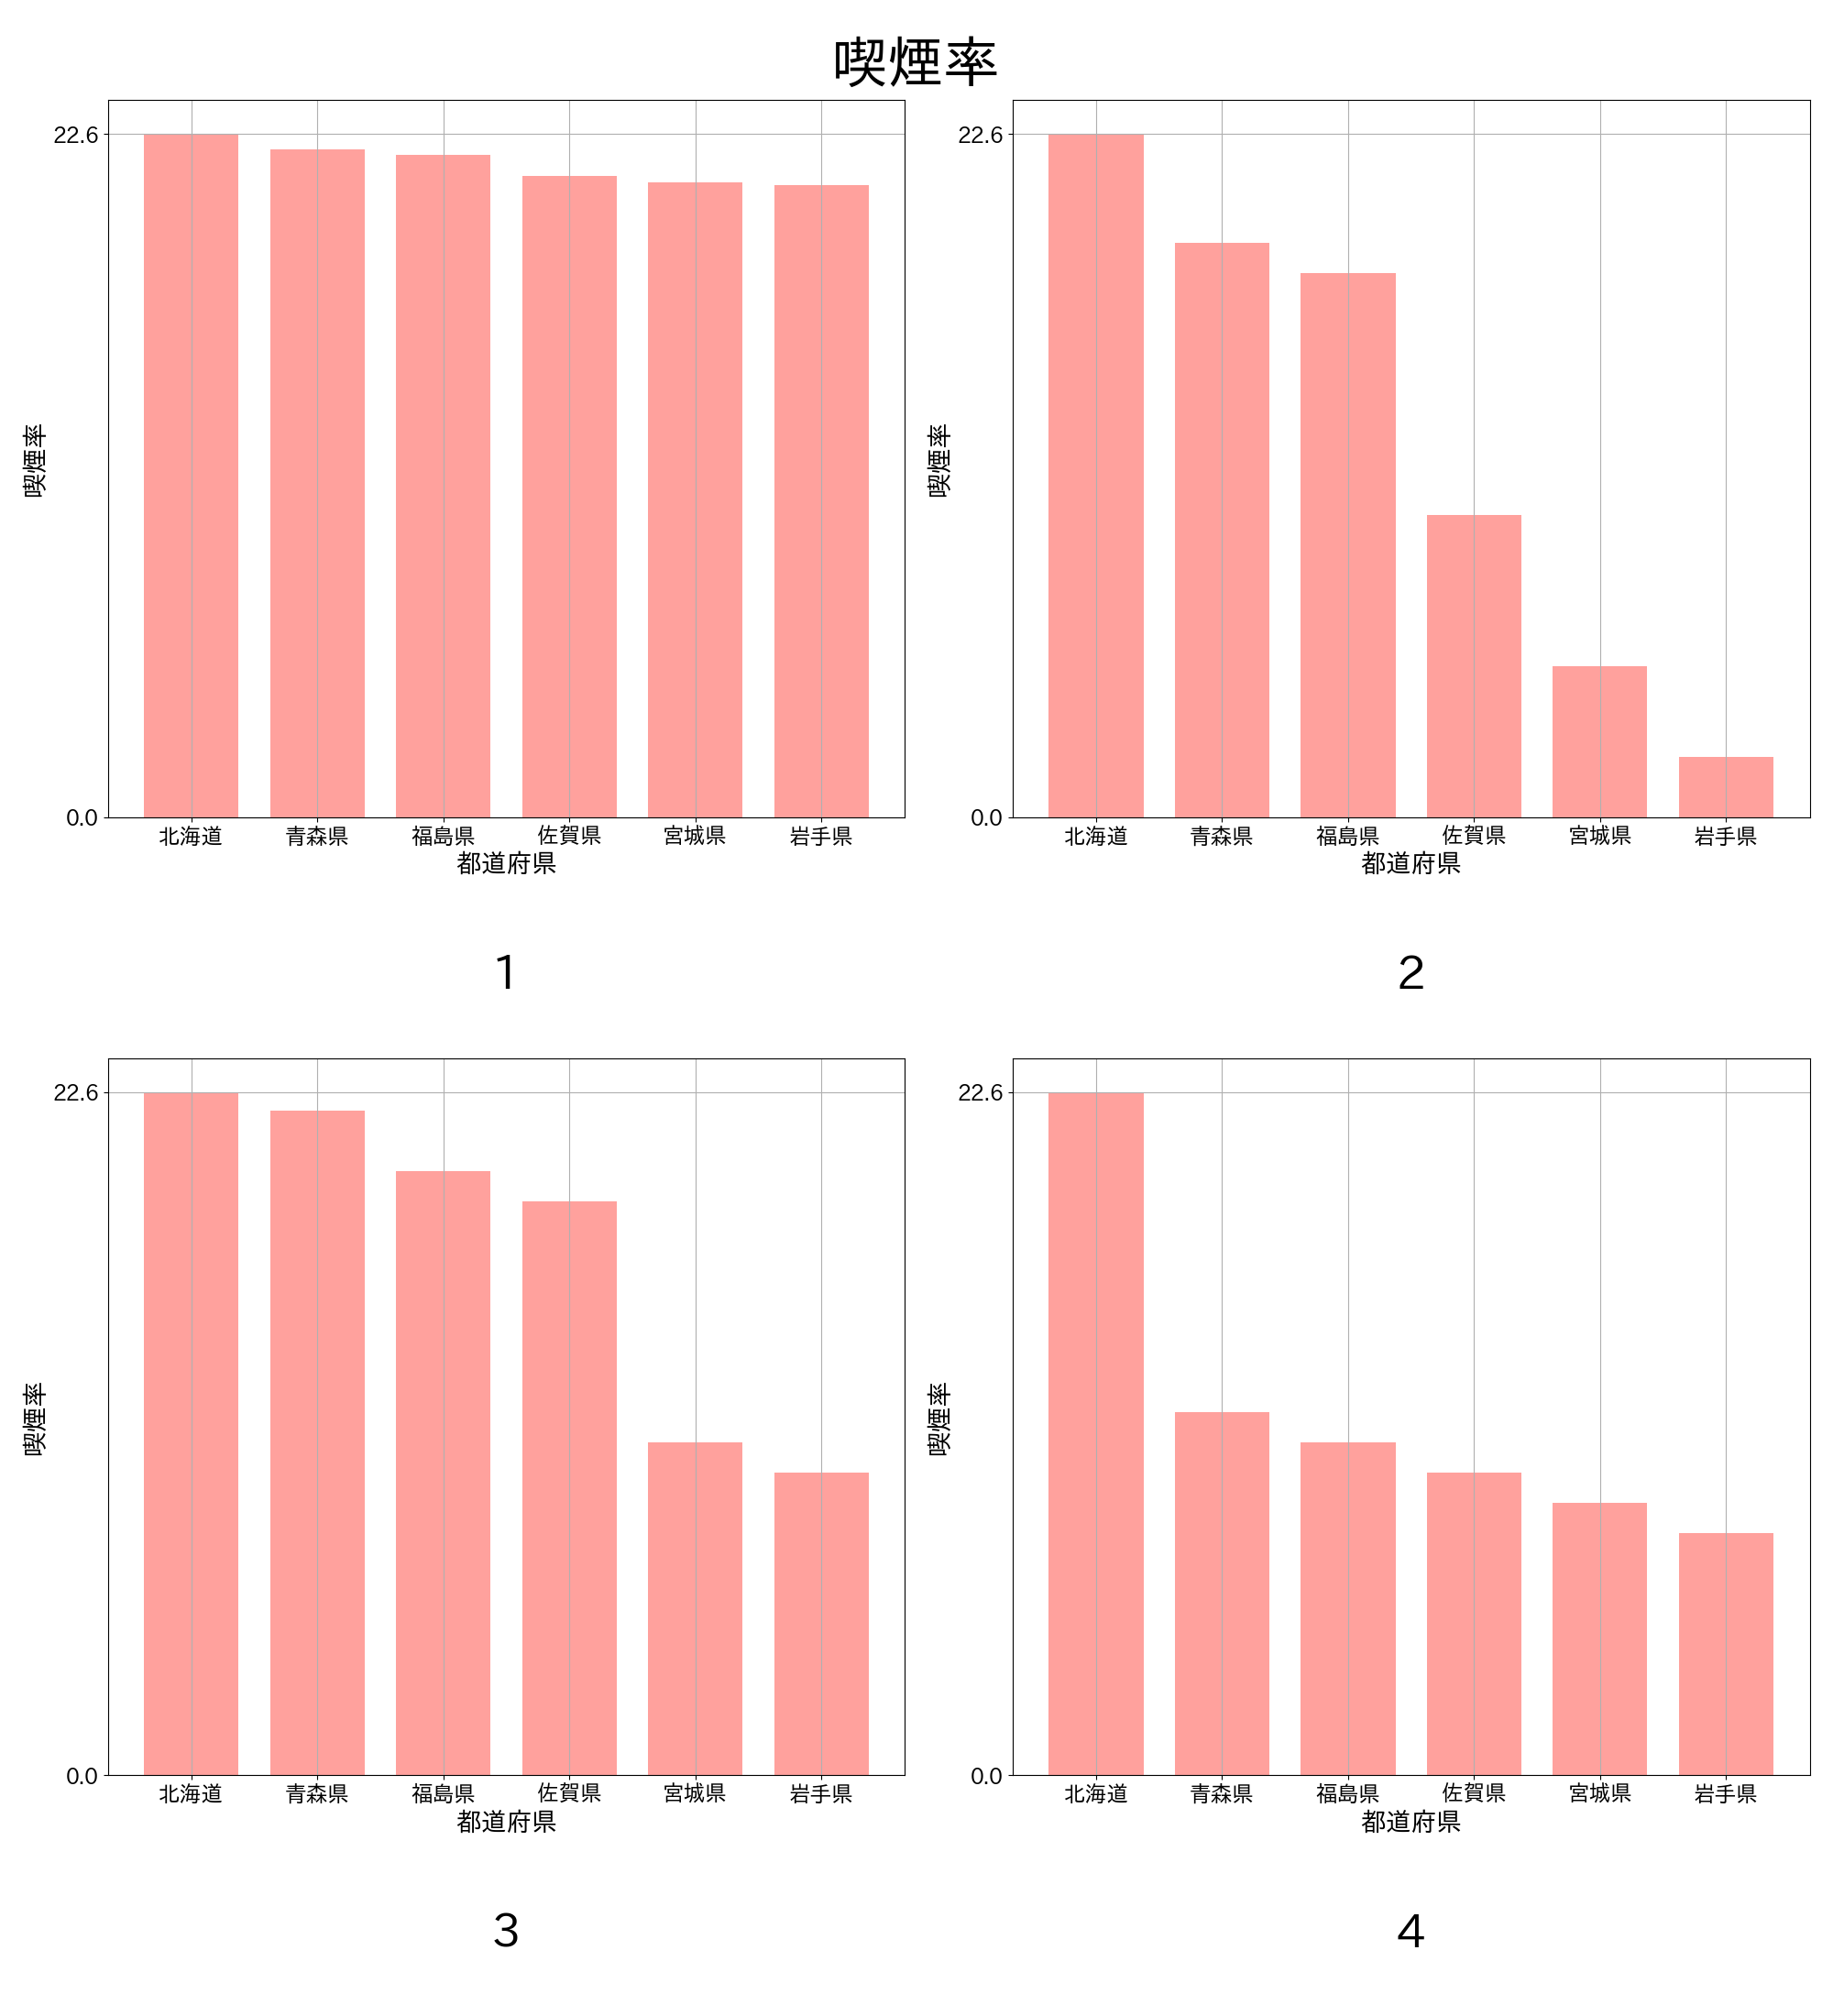 喫煙率
22.6
喫煙率
0.0
北海道 青森県 福島県 佐賀県 宮城県 岩手県
都道府県
1
22.6
喫煙率
0.0
北海道 青森県 福島県 佐賀県 宮城県 岩手県
都道府県
2
22.6
喫煙率
0.0
北海道 青森県 福島県 佐賀県 宮城県 岩手県
都道府県
3
22.6
喫煙率
0.0
北海道 青森県 福島県 佐賀県 宮城県 岩手県
都道府県
4